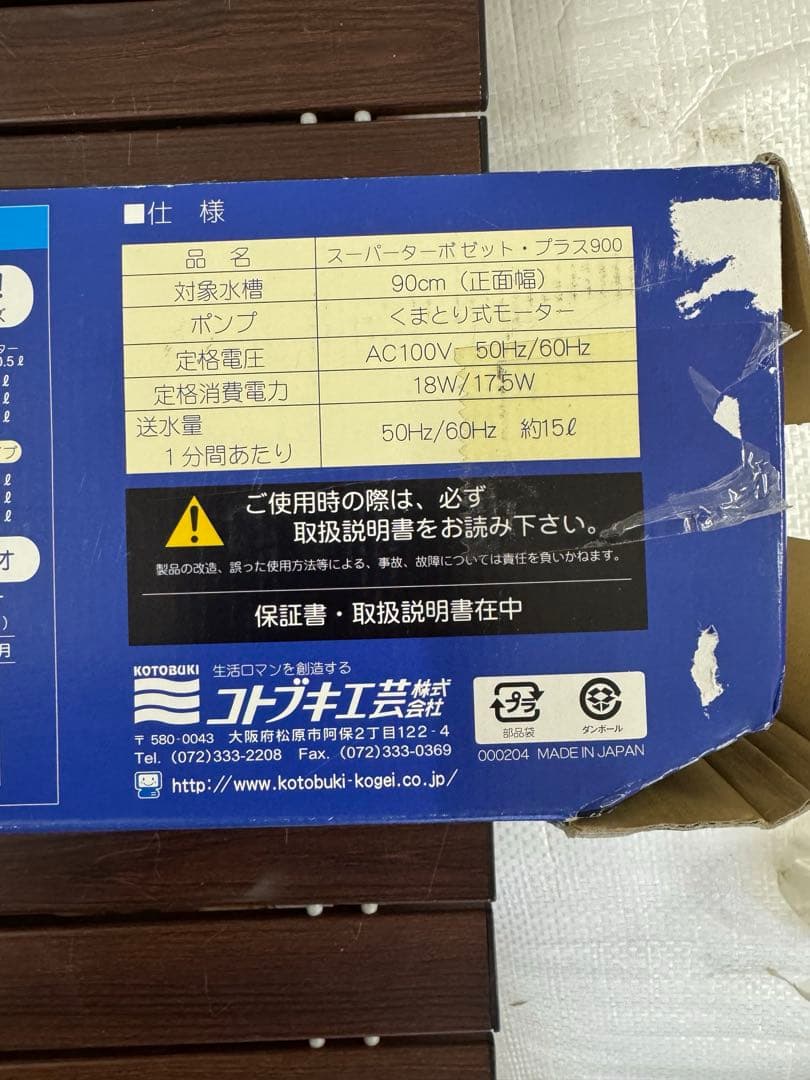 ■仕 様
品 名 スーパーターボ ゼット・プラス900
対象水槽 90cm（正面幅）
ポンプ くまとり式モーター
定格電圧 AC100V 50Hz/60Hz
定格消費電力 18W/17.5W
送水量
1分間あたり 50Hz/60Hz 約15ℓ
ご使用時の際は、必ず
取扱説明書をお読み下さい。
製品の改造、誤った使用方法等による、事故、故障については責任を負いかねます。
保証書・取扱説明書在中
KOTOBUKI 生活ロマンを創造する
コトブキ工芸株式会社
〒580-0043 大阪府松原市阿保2丁目122-4
Tel. (072)333-2208 Fax. (072)333-0369
http://www.kotobuki-kogei.co.jp/
プラ
部品袋
ダンボール
000204 MADE IN JAPAN
!
ター
0.5ℓ
ℓ
ℓ
ℓ
プ
ℓ
ℓ
ℓ
オ
)
月